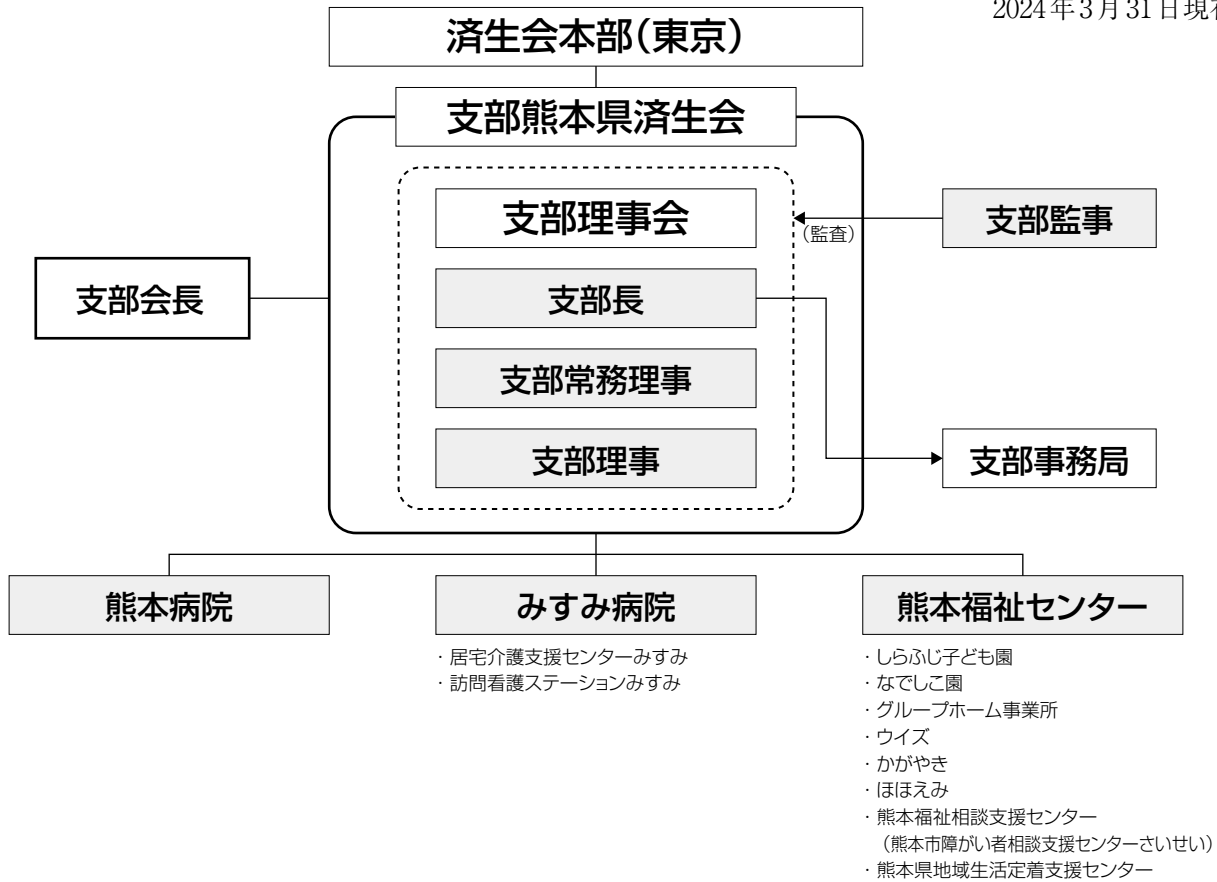 2024年3月31日現在
済生会本部（東京）
支部熊本県済生会
支部理事会
支部監事
（監査）
支部会長
支部長
支部常務理事
支部理事
支部事務局
熊本病院
みすみ病院
・居宅介護支援センターみすみ
・訪問看護ステーションみすみ
熊本福祉センター
・しらふじ子ども園
・なでしこ園
・グループホーム事業所
・ウイズ
・かがやき
・ほほえみ
・熊本福祉相談支援センター
（熊本市障がい者相談支援センターさいせい）
・熊本県地域生活定着支援センター